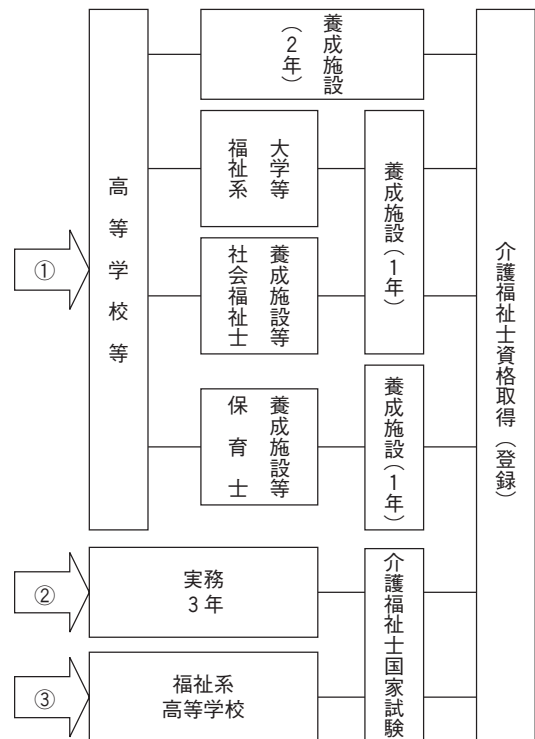 養成施設
（2年）
①
高等学校等
福祉系
大学等
養成施設（1年）
社会福祉士
養成施設等
保育士
養成施設等
養成施設（1年）
介護福祉士資格取得（登録）
②
実務
3年
介護福祉士国家試験
③
福祉系
高等学校